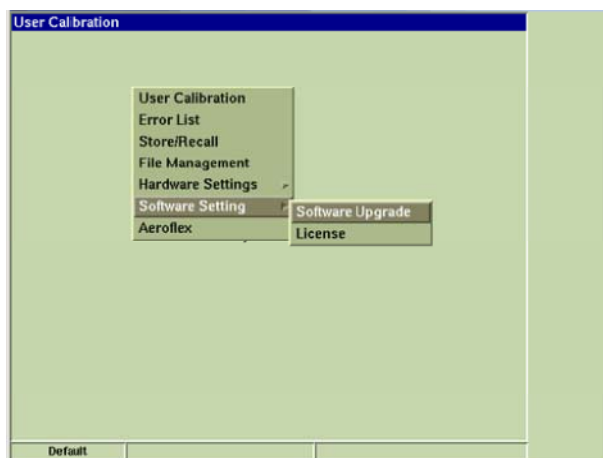 User Calibration
User Calibration
Error List
Store/Recall
File Management
Hardware Settings
Software Setting
Software Upgrade
Aeroflex
License
Default